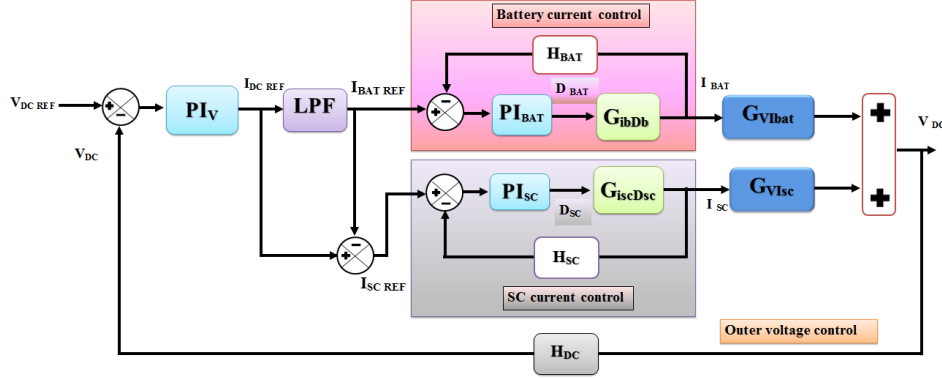 Battery current control
H_BAT
I_DC REF
I_BAT REF
D_BAT
I_BAT
V_DC REF
PI_V
LPF
PI_BAT
G_ibDb
G_VIbat
V_DC
V_DC
PI_SC
G_iscDsc
G_VIsc
D_SC
I_SC
H_SC
I_SC REF
SC current control
Outer voltage control
H_DC